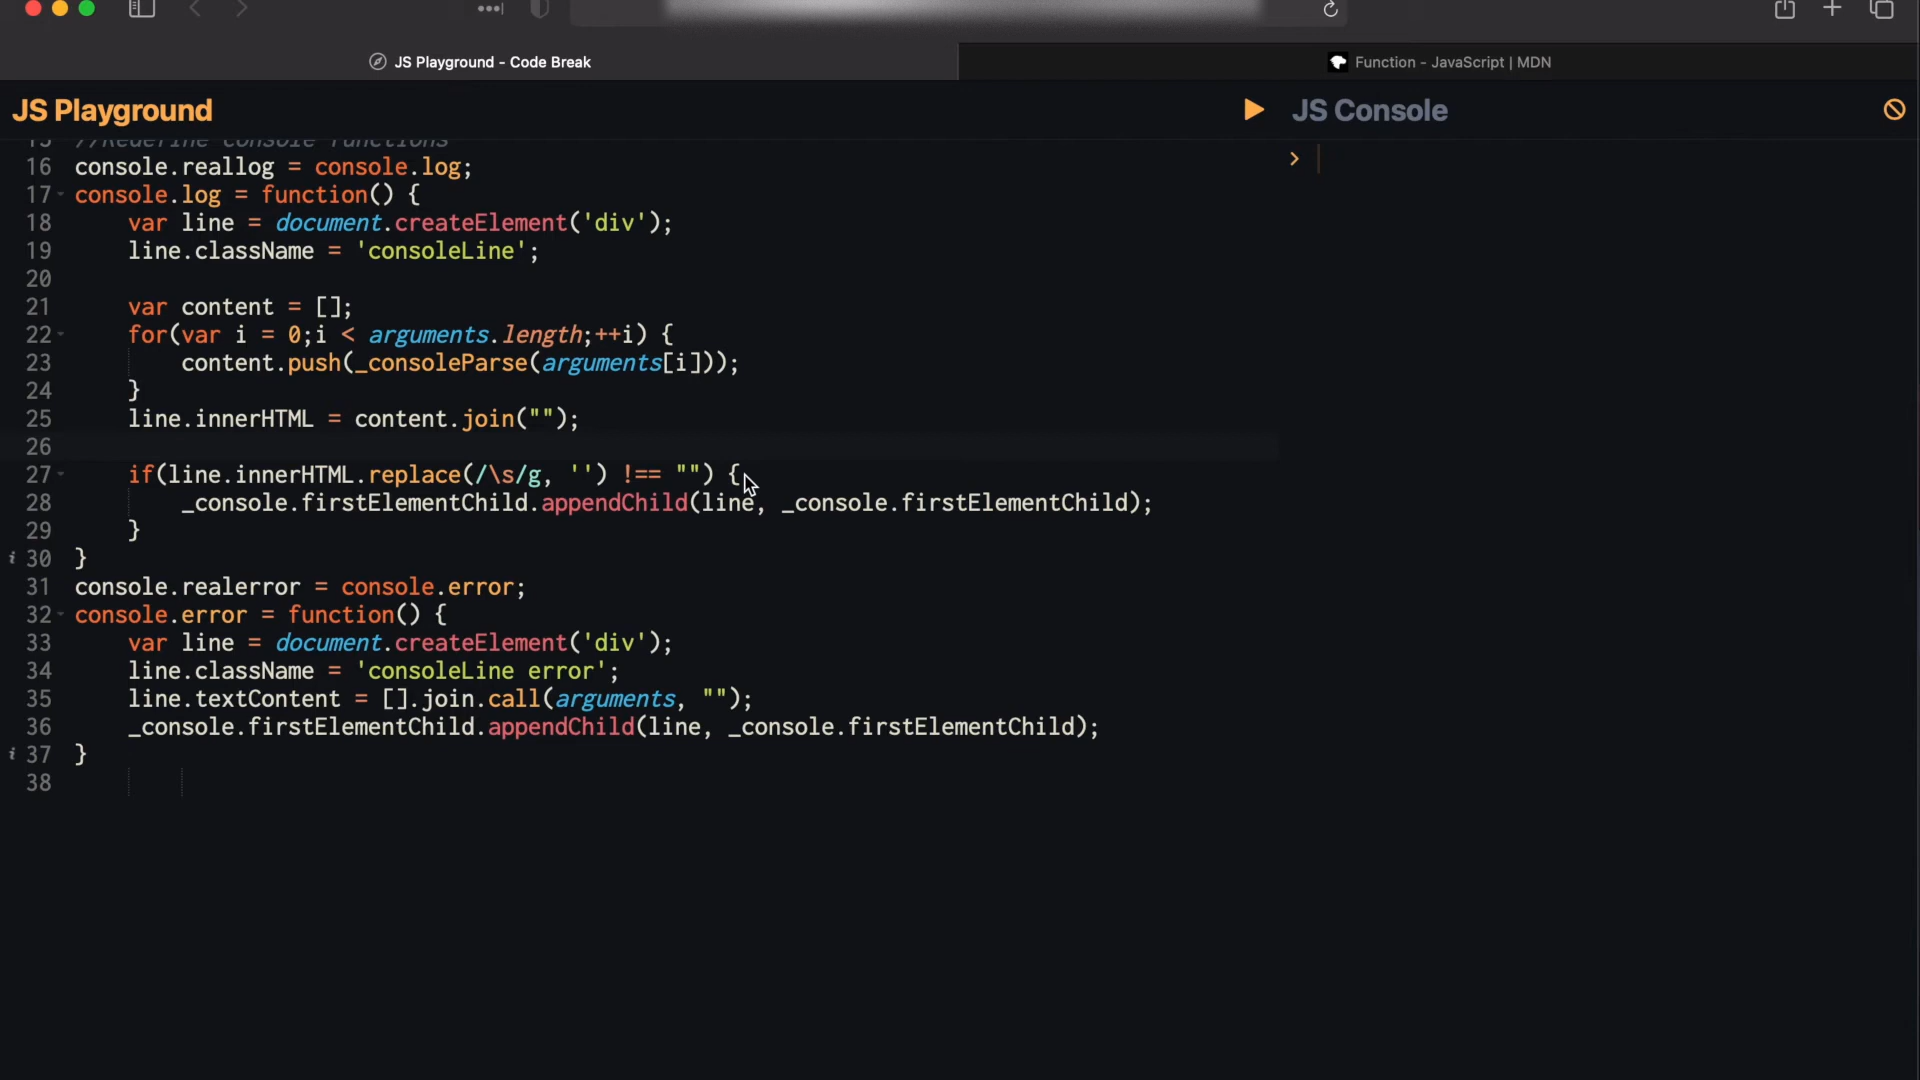 JS Playground - Code Break
Function - JavaScript | MDN
JS Playground
JS Console
15 //Redefine console functions
16 console.reallog = console.log;
17 console.log = function() {
18 var line = document.createElement('div');
19 line.className = 'consoleLine';
20
21 var content = [];
22 for(var i = 0;i < arguments.length;++i) {
23 content.push(_consoleParse(arguments[i]));
24 }
25 line.innerHTML = content.join("");
26
27 if(line.innerHTML.replace(/\s/g, '') !== "") {
28 _console.firstElementChild.appendChild(line, _console.firstElementChild);
29 }
i 30 }
31 console.realerror = console.error;
32 console.error = function() {
33 var line = document.createElement('div');
34 line.className = 'consoleLine error';
35 line.textContent = [].join.call(arguments, "");
36 _console.firstElementChild.appendChild(line, _console.firstElementChild);
i 37 }
38